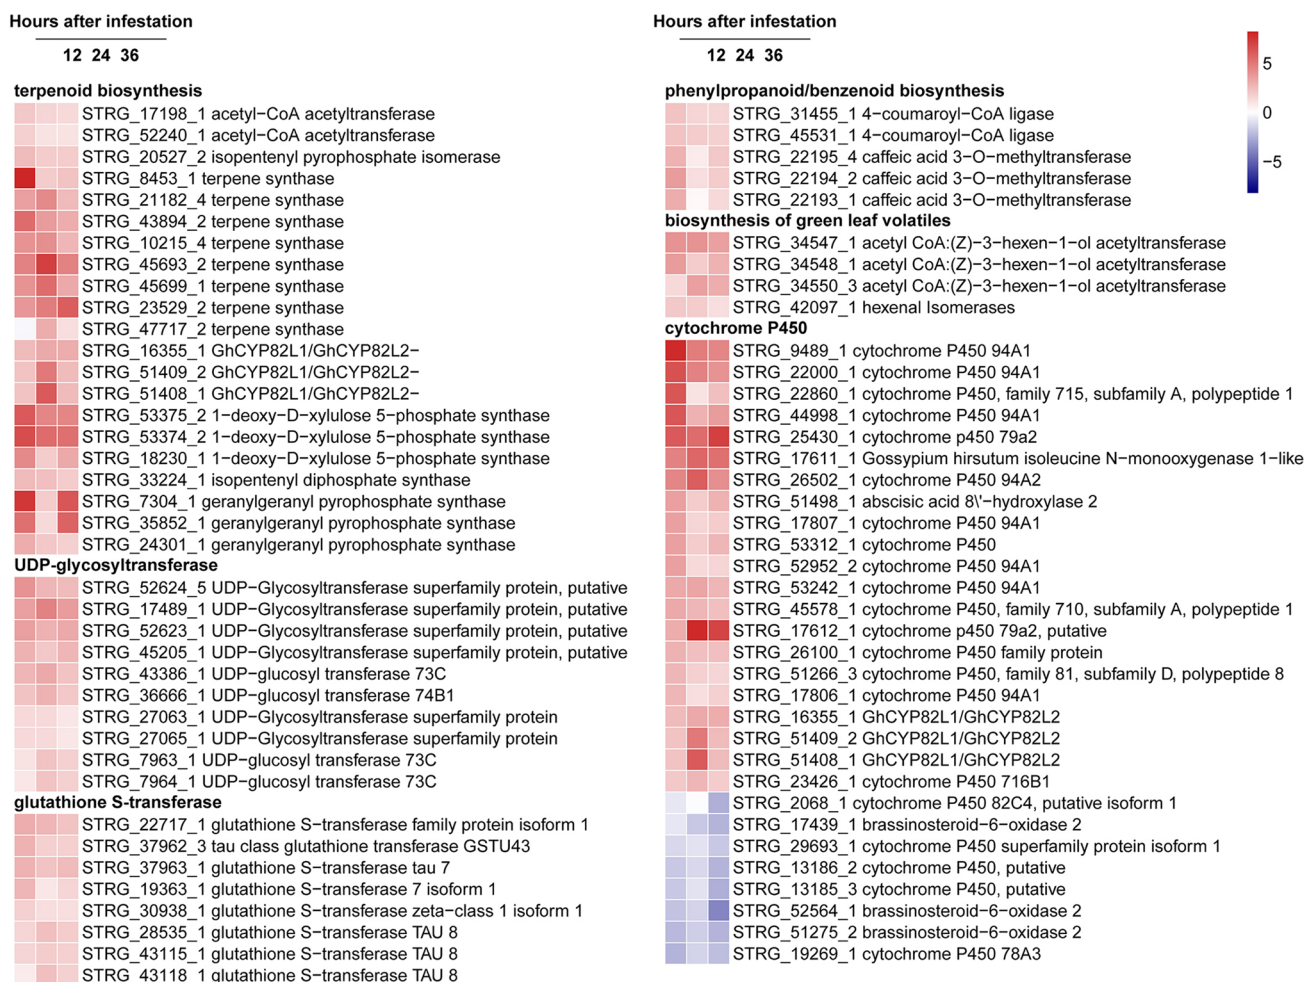 Hours after infestation
12 24 36
terpenoid biosynthesis
STRG_17198_1 acetyl−CoA acetyltransferase
STRG_52240_1 acetyl−CoA acetyltransferase
STRG_20527_2 isopentenyl pyrophosphate isomerase
STRG_8453_1 terpene synthase
STRG_21182_4 terpene synthase
STRG_43894_2 terpene synthase
STRG_10215_4 terpene synthase
STRG_45693_2 terpene synthase
STRG_45699_1 terpene synthase
STRG_23529_2 terpene synthase
STRG_47717_2 terpene synthase
STRG_16355_1 GhCYP82L1/GhCYP82L2−
STRG_51409_2 GhCYP82L1/GhCYP82L2−
STRG_51408_1 GhCYP82L1/GhCYP82L2−
STRG_53375_2 1−deoxy−D−xylulose 5−phosphate synthase
STRG_53374_2 1−deoxy−D−xylulose 5−phosphate synthase
STRG_18230_1 1−deoxy−D−xylulose 5−phosphate synthase
STRG_33224_1 isopentenyl diphosphate synthase
STRG_7304_1 geranylgeranyl pyrophosphate synthase
STRG_35852_1 geranylgeranyl pyrophosphate synthase
STRG_24301_1 geranylgeranyl pyrophosphate synthase
UDP-glycosyltransferase
STRG_52624_5 UDP−Glycosyltransferase superfamily protein, putative
STRG_17489_1 UDP−Glycosyltransferase superfamily protein, putative
STRG_52623_1 UDP−Glycosyltransferase superfamily protein, putative
STRG_45205_1 UDP−Glycosyltransferase superfamily protein, putative
STRG_43386_1 UDP−glucosyl transferase 73C
STRG_36666_1 UDP−glucosyl transferase 74B1
STRG_27063_1 UDP−Glycosyltransferase superfamily protein
STRG_27065_1 UDP−Glycosyltransferase superfamily protein
STRG_7963_1 UDP−glucosyl transferase 73C
STRG_7964_1 UDP−glucosyl transferase 73C
glutathione S-transferase
STRG_22717_1 glutathione S−transferase family protein isoform 1
STRG_37962_3 tau class glutathione transferase GSTU43
STRG_37963_1 glutathione S−transferase tau 7
STRG_19363_1 glutathione S−transferase 7 isoform 1
STRG_30938_1 glutathione S−transferase zeta−class 1 isoform 1
STRG_28535_1 glutathione S−transferase TAU 8
STRG_43115_1 glutathione S−transferase TAU 8
STRG_43118_1 glutathione S−transferase TAU 8
Hours after infestation
12 24 36
phenylpropanoid/benzenoid biosynthesis
STRG_31455_1 4−coumaroyl−CoA ligase
STRG_45531_1 4−coumaroyl−CoA ligase
STRG_22195_4 caffeic acid 3−O−methyltransferase
STRG_22194_2 caffeic acid 3−O−methyltransferase
STRG_22193_1 caffeic acid 3−O−methyltransferase
biosynthesis of green leaf volatiles
STRG_34547_1 acetyl CoA:(Z)−3−hexen−1−ol acetyltransferase
STRG_34548_1 acetyl CoA:(Z)−3−hexen−1−ol acetyltransferase
STRG_34550_3 acetyl CoA:(Z)−3−hexen−1−ol acetyltransferase
STRG_42097_1 hexenal Isomerases
cytochrome P450
STRG_9489_1 cytochrome P450 94A1
STRG_22000_1 cytochrome P450 94A1
STRG_22860_1 cytochrome P450, family 715, subfamily A, polypeptide 1
STRG_44998_1 cytochrome P450 94A1
STRG_25430_1 cytochrome p450 79a2
STRG_17611_1 Gossypium hirsutum isoleucine N−monooxygenase 1−like
STRG_26502_1 cytochrome P450 94A2
STRG_51498_1 abscisic acid 8\'−hydroxylase 2
STRG_17807_1 cytochrome P450 94A1
STRG_53312_1 cytochrome P450
STRG_52952_2 cytochrome P450 94A1
STRG_53242_1 cytochrome P450 94A1
STRG_45578_1 cytochrome P450, family 710, subfamily A, polypeptide 1
STRG_17612_1 cytochrome p450 79a2, putative
STRG_26100_1 cytochrome P450 family protein
STRG_51266_3 cytochrome P450, family 81, subfamily D, polypeptide 8
STRG_17806_1 cytochrome P450 94A1
STRG_16355_1 GhCYP82L1/GhCYP82L2
STRG_51409_2 GhCYP82L1/GhCYP82L2
STRG_51408_1 GhCYP82L1/GhCYP82L2
STRG_23426_1 cytochrome P450 716B1
STRG_2068_1 cytochrome P450 82C4, putative isoform 1
STRG_17439_1 brassinosteroid−6−oxidase 2
STRG_29693_1 cytochrome P450 superfamily protein isoform 1
STRG_13186_2 cytochrome P450, putative
STRG_13185_3 cytochrome P450, putative
STRG_52564_1 brassinosteroid−6−oxidase 2
STRG_51275_2 brassinosteroid−6−oxidase 2
STRG_19269_1 cytochrome P450 78A3
5
0
−5